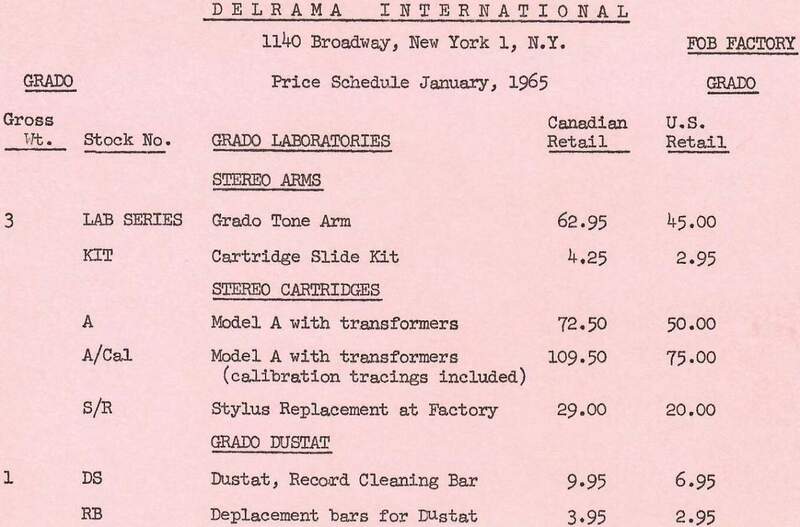 DELRAMA INTERNATIONAL
1140 Broadway, New York 1, N.Y. FOB FACTORY
GRADO Price Schedule January, 1965 GRADO
Gross Canadian U.S.
Wt. Stock No. GRADO LABORATORIES Retail Retail
STEREO ARMS
3 LAB SERIES Grado Tone Arm 62.95 45.00
KIT Cartridge Slide Kit 4.25 2.95
STEREO CARTRIDGES
A Model A with transformers 72.50 50.00
A/Cal Model A with transformers 109.50 75.00
(calibration tracings included)
S/R Stylus Replacement at Factory 29.00 20.00
GRADO DUSTAT
1 DS Dustat, Record Cleaning Bar 9.95 6.95
RB Deplacement bars for Dustat 3.95 2.95